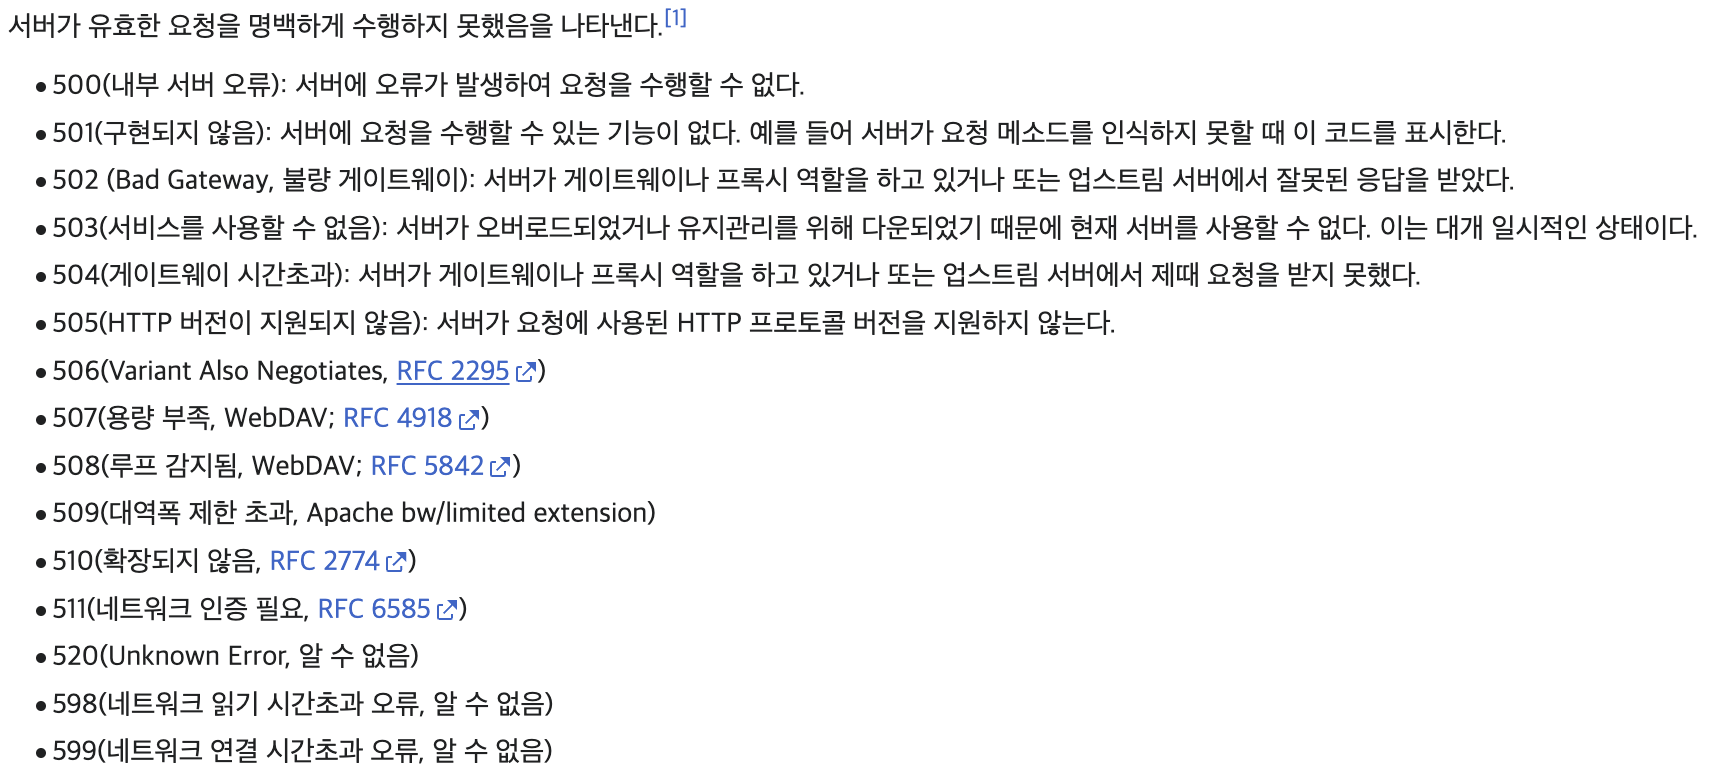 서버가 유효한 요청을 명백하게 수행하지 못했음을 나타낸다.[1]
• 500(내부 서버 오류): 서버에 오류가 발생하여 요청을 수행할 수 없다.
• 501(구현되지 않음): 서버에 요청을 수행할 수 있는 기능이 없다. 예를 들어 서버가 요청 메소드를 인식하지 못할 때 이 코드를 표시한다.
• 502 (Bad Gateway, 불량 게이트웨이): 서버가 게이트웨이나 프록시 역할을 하고 있거나 또는 업스트림 서버에서 잘못된 응답을 받았다.
• 503(서비스를 사용할 수 없음): 서버가 오버로드되었거나 유지관리를 위해 다운되었기 때문에 현재 서버를 사용할 수 없다. 이는 대개 일시적인 상태이다.
• 504(게이트웨이 시간초과): 서버가 게이트웨이나 프록시 역할을 하고 있거나 또는 업스트림 서버에서 제때 요청을 받지 못했다.
• 505(HTTP 버전이 지원되지 않음): 서버가 요청에 사용된 HTTP 프로토콜 버전을 지원하지 않는다.
• 506(Variant Also Negotiates, RFC 2295)
• 507(용량 부족, WebDAV; RFC 4918)
• 508(루프 감지됨, WebDAV; RFC 5842)
• 509(대역폭 제한 초과, Apache bw/limited extension)
• 510(확장되지 않음, RFC 2774)
• 511(네트워크 인증 필요, RFC 6585)
• 520(Unknown Error, 알 수 없음)
• 598(네트워크 읽기 시간초과 오류, 알 수 없음)
• 599(네트워크 연결 시간초과 오류, 알 수 없음)